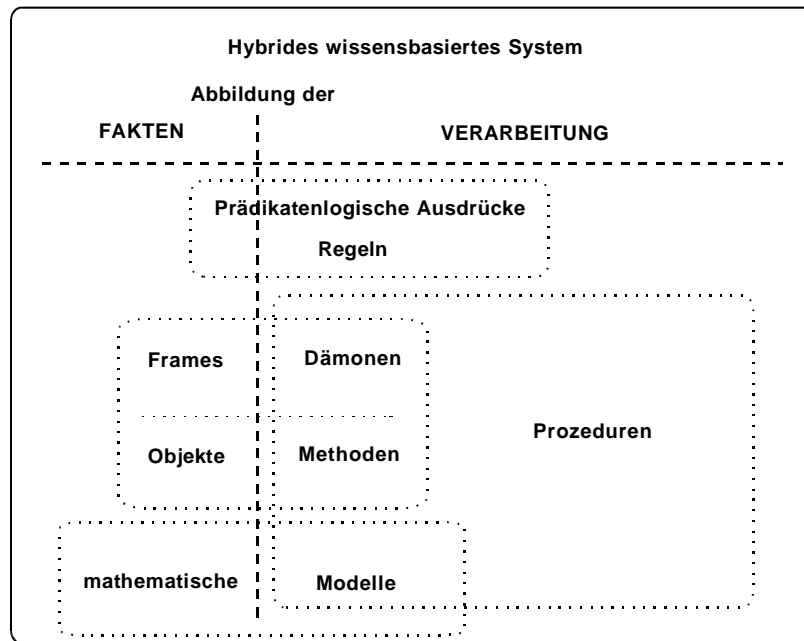 Hybrides wissensbasiertes System
Abbildung der
FAKTEN VERARBEITUNG
Prädikatenlogische Ausdrücke
Regeln
Frames Dämonen
Prozeduren
Objekte Methoden
mathematische Modelle